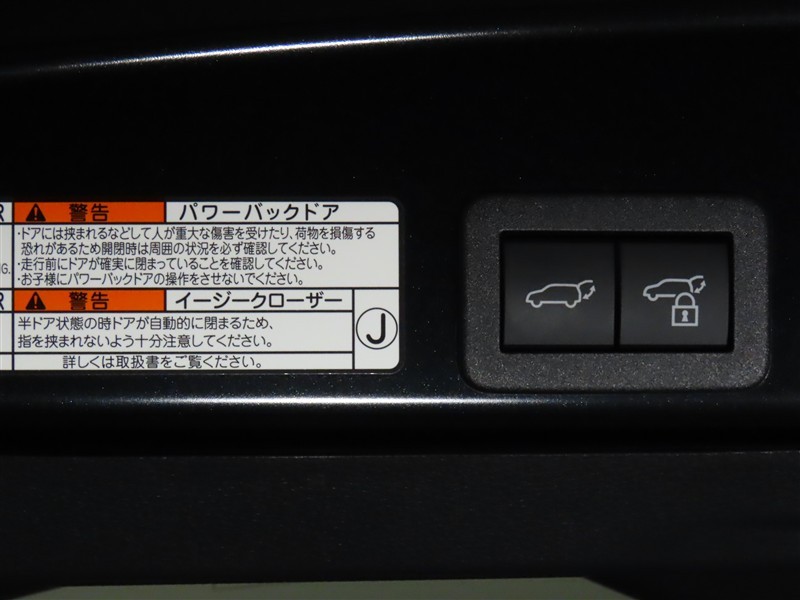 R 警告 パワーバックドア
・ドアには挟まれるなどして人が重大な傷害を受けたり、荷物を損傷する
恐れがあるため開閉時は周囲の状況を必ず確認してください。
・走行前にドアが確実に閉まっていることを確認してください。
NG.
・お子様にパワーバックドアの操作をさせないでください。
R 警告 イージークローザー
半ドア状態の時ドアが自動的に閉まるため、
指を挟まれないよう十分注意してください。
J
詳しくは取扱書をご覧ください。